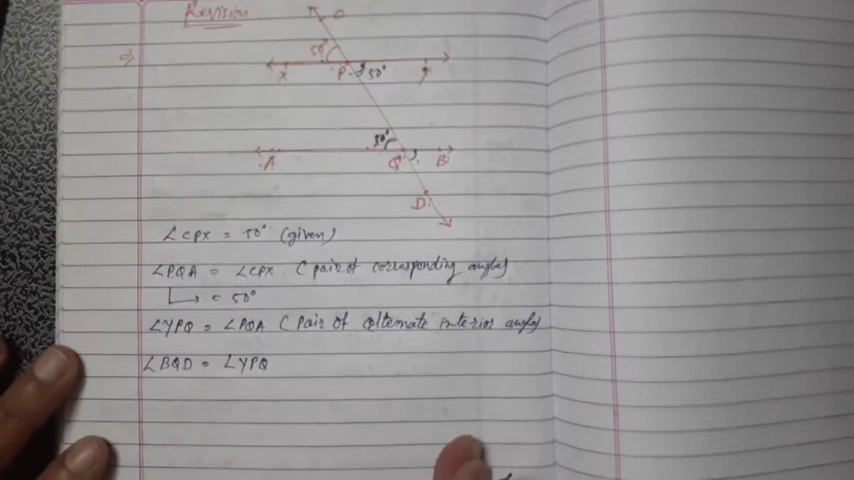 Revision
⇒
C
50°
X
P
50°
Y
50°
A
Q
B
D
∠CPX = 50° (given)
∠PQA = ∠CPX (pair of corresponding angles)
↳ = 50°
∠YPQ = ∠PQA (Pair of alternate interior angles)
∠BQD = ∠YPQ